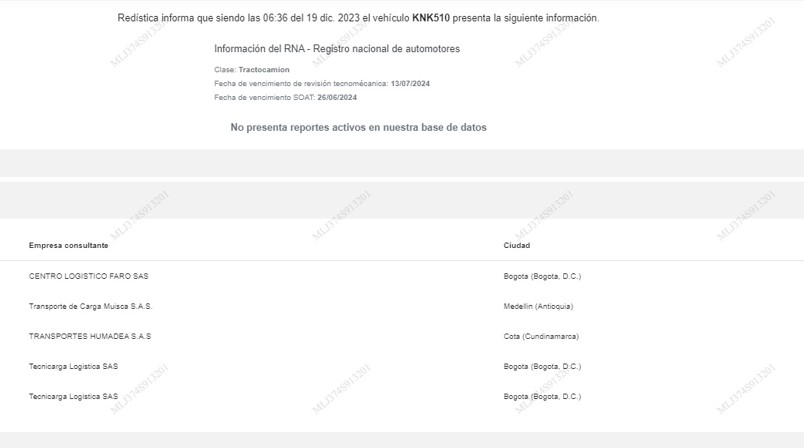 Redística informa que siendo las 06:36 del 19 dic. 2023 el vehículo KNK510 presenta la siguiente información.
Información del RNA - Registro nacional de automotores
Clase: Tractocamion
Fecha de vencimiento de revisión tecnomécanica: 13/07/2024
Fecha de vencimiento SOAT: 26/06/2024
No presenta reportes activos en nuestra base de datos
Empresa consultante Ciudad
CENTRO LOGISTICO FARO SAS Bogota (Bogota, D.C.)
Transporte de Carga Muisca S.A.S. Medellin (Antioquia)
TRANSPORTES HUMADEA S.A.S Cota (Cundinamarca)
Tecnicarga Logistica SAS Bogota (Bogota, D.C.)
Tecnicarga Logistica SAS Bogota (Bogota, D.C.)